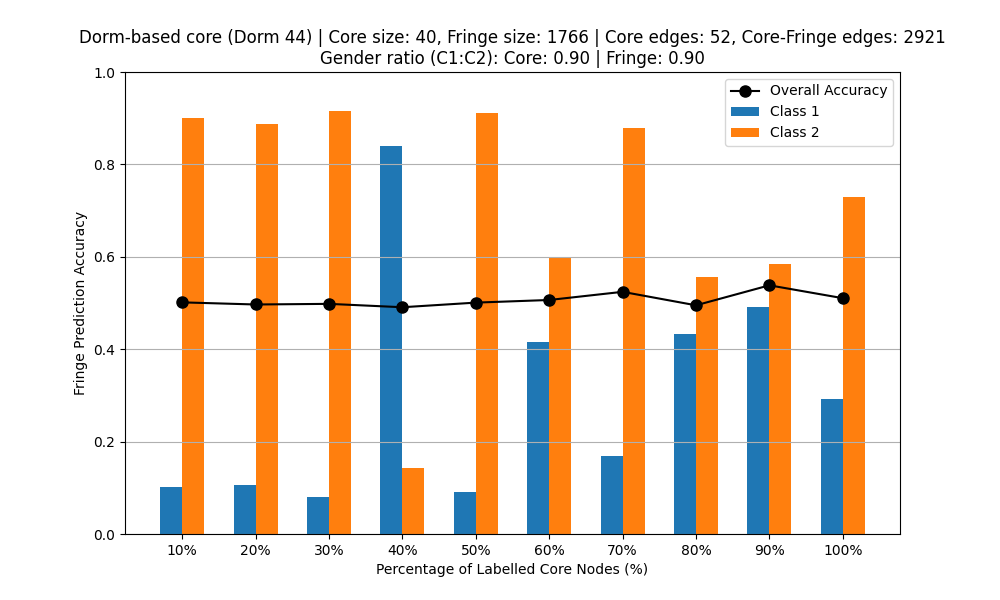 Dorm-based core (Dorm 44) | Core size: 40, Fringe size: 1766 | Core edges: 52, Core-Fringe edges: 2921
Gender ratio (C1:C2): Core: 0.90 | Fringe: 0.90
Overall Accuracy
Class 1
Class 2
Fringe Prediction Accuracy
1.0
0.8
0.6
0.4
0.2
0.0
10% 20% 30% 40% 50% 60% 70% 80% 90% 100%
Percentage of Labelled Core Nodes (%)